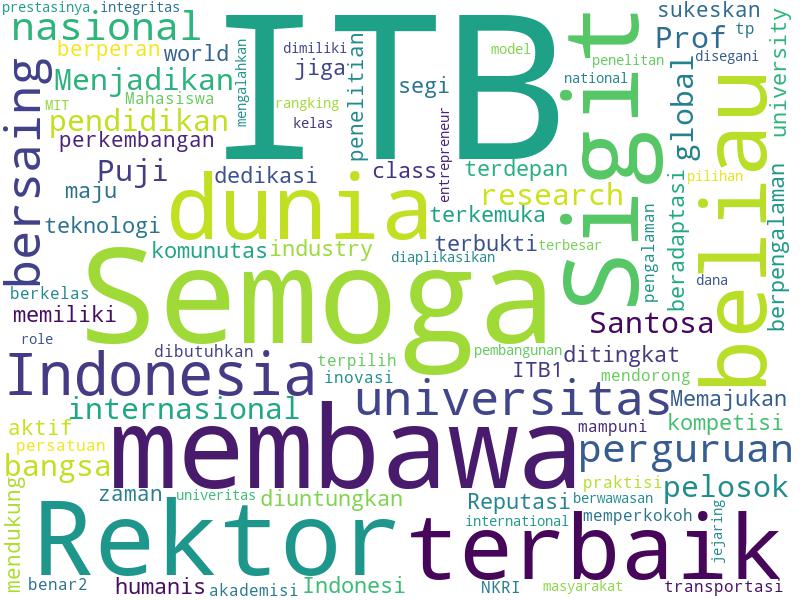 prestasinya integritas
nasional
ITB
Sigit
sukeskan
Prof tp
disegani
berperan world
dimiliki
jiga
model
penelitan
national
Menjadikan
Mahasiswa
MIT
mengalahkan
rangking
kelas
penelitian
segi
global
university
pendidikan
perkembangan
bersaing
Puji
dedikasi
class
entrepreneur
terdepan
beliau
pilihan
maju
dunia
research
teknologi
terkemuka
komunutas industry
terbukti terbesar
diaplikasikan
pengalaman
beradaptasi
berpengalaman
dana
Semoga
berkelas
memiliki
role
Santosa
dibutuhkan
terpilih
inovasi
pembangunan
ditingkat
ITB1
mendorong
Indonesia
universitas
Memajukan
internasional
kompetisi
aktif
persatuan
bangsa
membawa
mampuni
perguruan
praktisi
pelosok
mendukung
zaman univeritas diuntungkan
Reputasi berwawasan
international memperkokoh
jejaring
Rektor
terbaik
benar2 humanis akademisi Indonesi
NKRI masyarakat transportasi